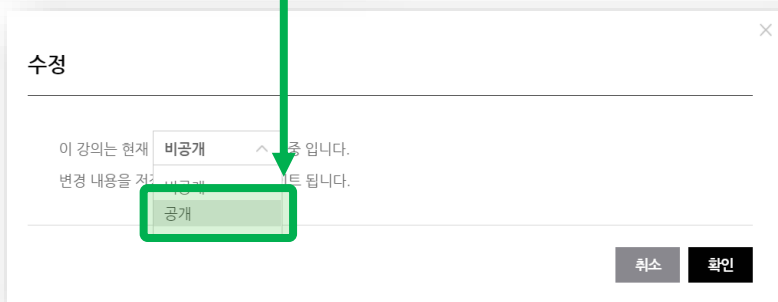 수정
이 강의는 현재 비공개 중 입니다.
변경 내용을 트 됩니다.
비공개
공개
취소 확인